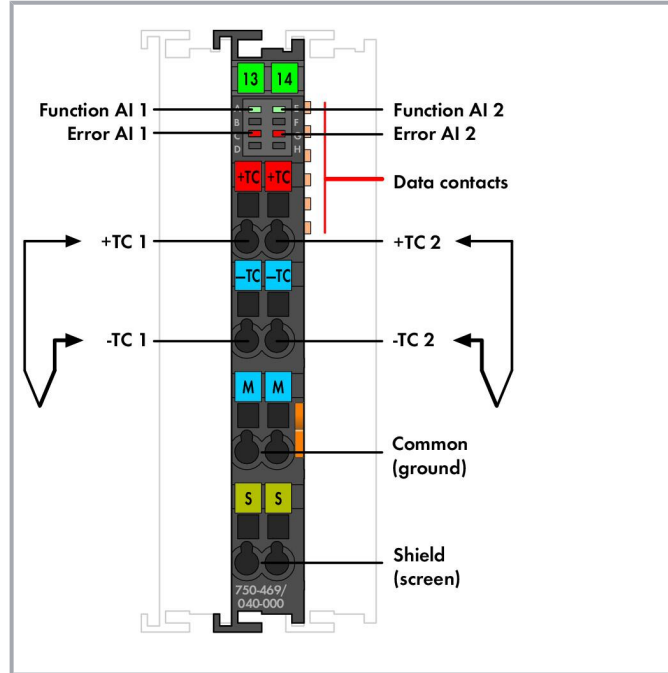 13 14
Function AI 1
A E
Function AI 2
B F
Error AI 1
C G
Error AI 2
D H
+TC +TC
Data contacts
+TC 1
+TC 2
–TC –TC
-TC 1
-TC 2
M M
Common
(ground)
S S
Shield
(screen)
750-469/
040-000